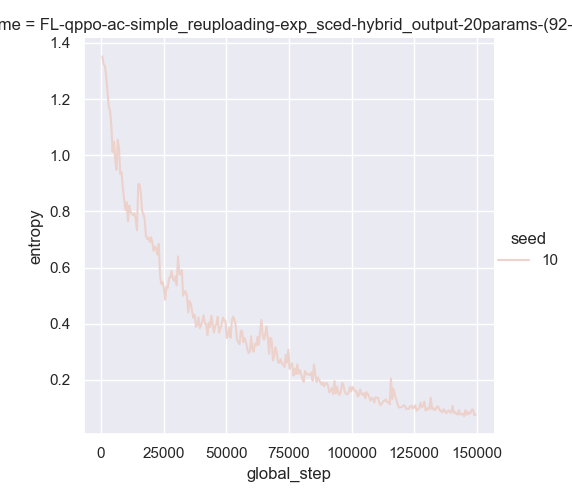 me = FL-qppo-ac-simple_reuploading-exp_sced-hybrid_output-20params-(92-
1.4
1.2
1.0
0.8
0.6
0.4
0.2
entropy
0 25000 50000 75000 100000 125000 150000
global_step
seed
10